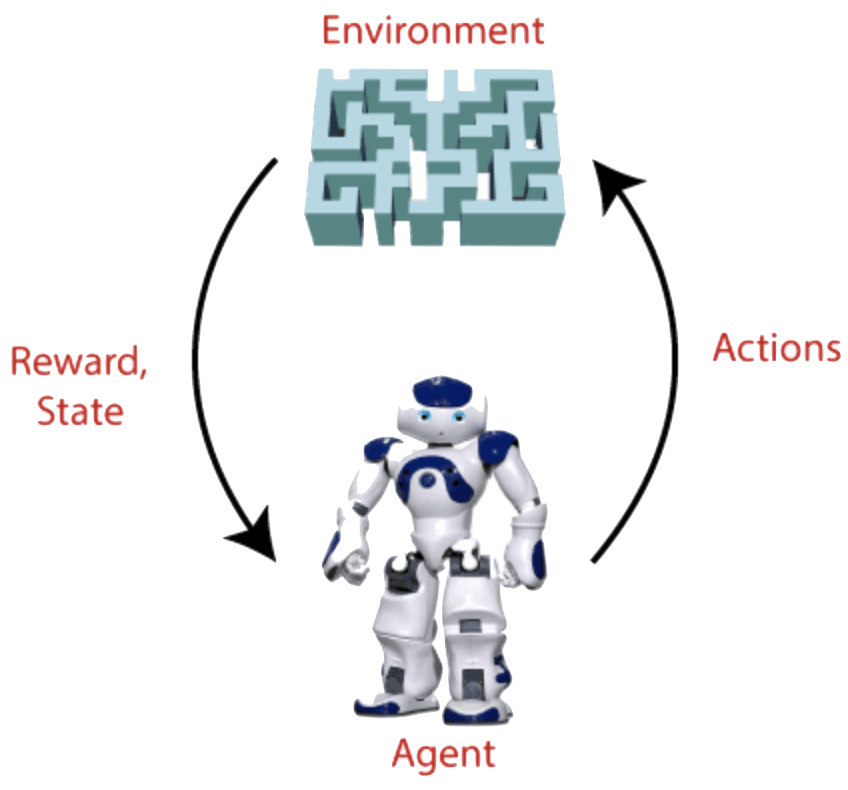 Environment
Reward,
State
Actions
Agent